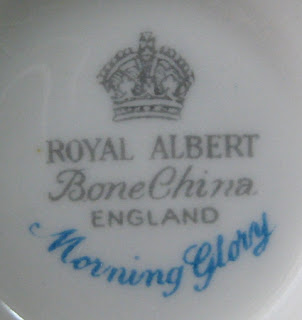 ROYAL ALBERT
Bone China
ENGLAND
Morning Glory